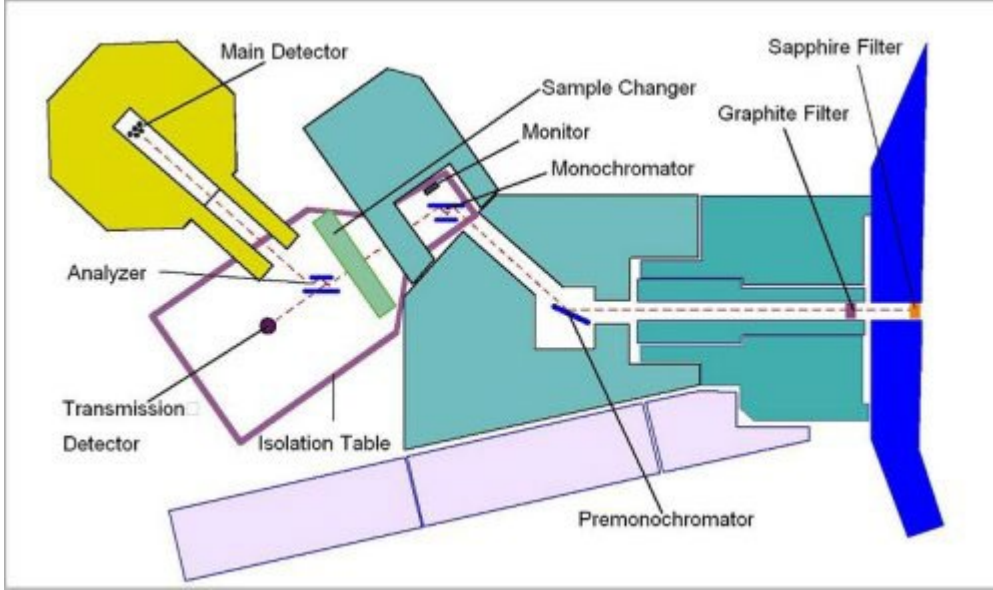 Main Detector
Sapphire Filter
Sample Changer
Graphite Filter
Monitor
Monochromator
Analyzer
Transmission
Detector
Isolation Table
Premonochromator